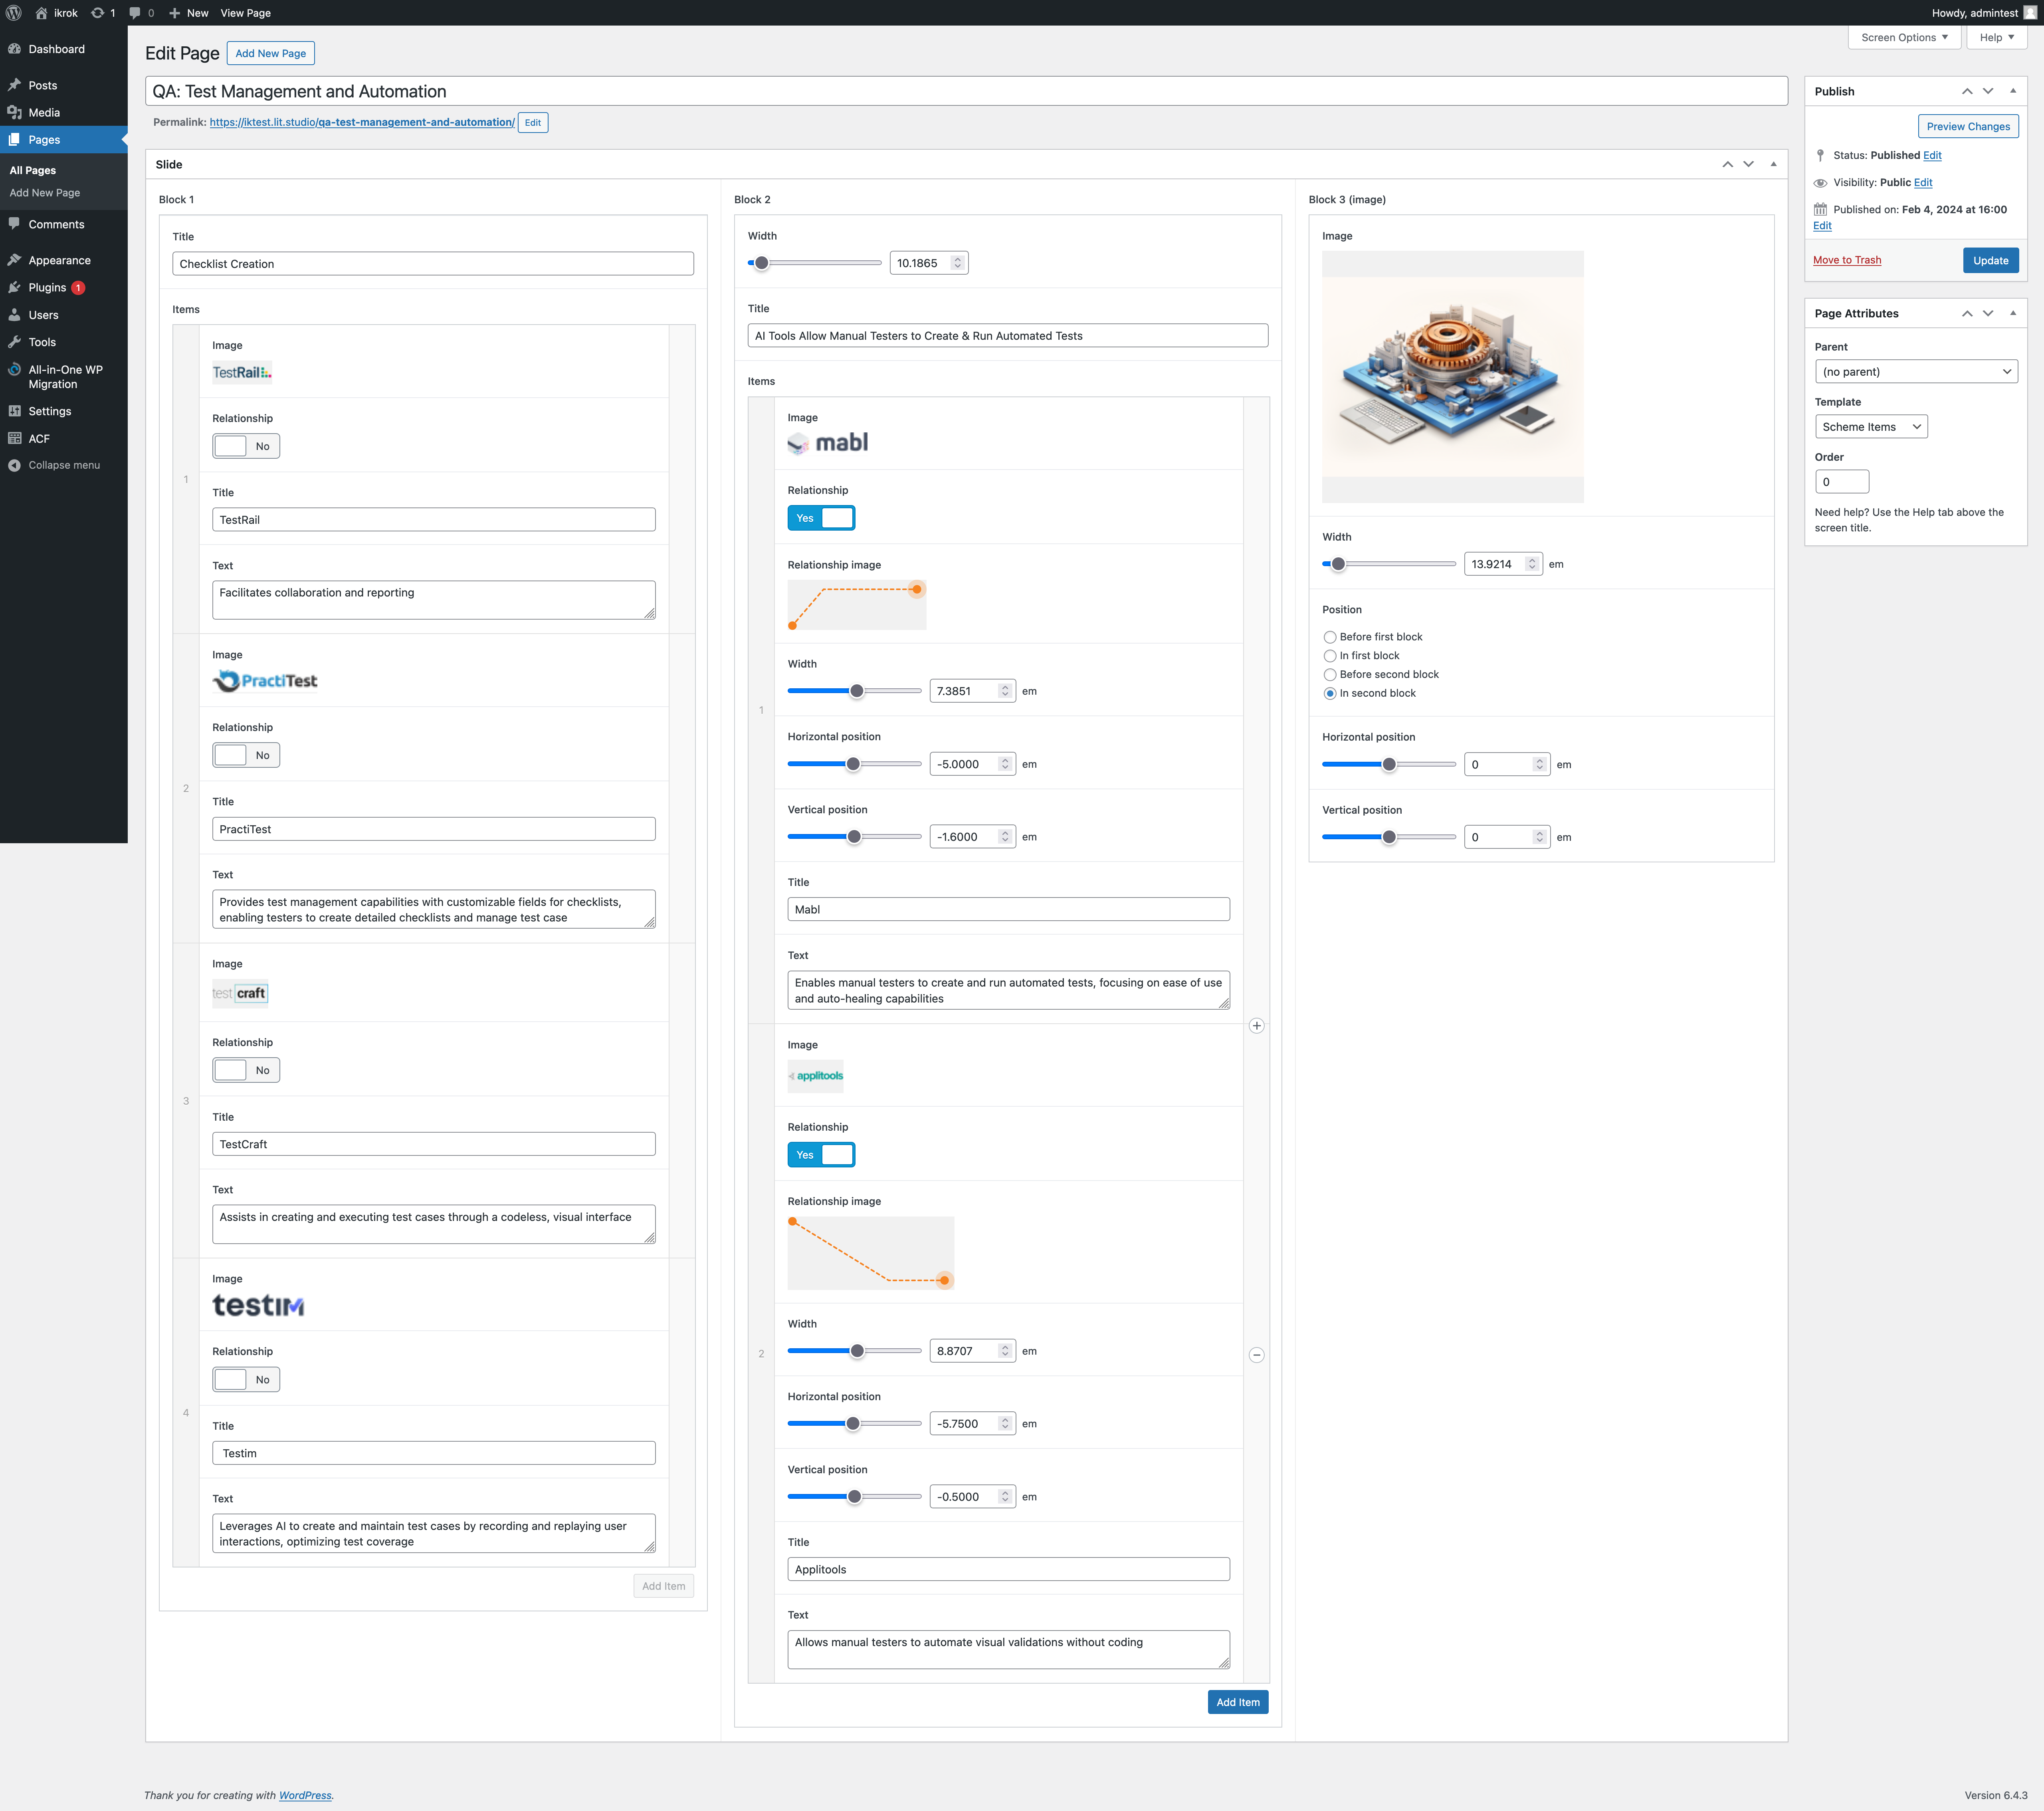 ikrok
1
0
New
View Page
Howdy, admintest
Dashboard
Posts
Media
Pages
All Pages
Add New Page
Comments
Appearance
Plugins 1
Users
Tools
All-in-One WP
Migration
Settings
ACF
Collapse menu
Screen Options
Help
Edit Page
Add New Page
QA: Test Management and Automation
Permalink: https://iktest.lit.studio/qa-test-management-and-automation/ Edit
Slide
Block 1
Title
Checklist Creation
Items
1
Image
TestRail
Relationship
No
Title
TestRail
Text
Facilitates collaboration and reporting
2
Image
PractiTest
Relationship
No
Title
PractiTest
Text
Provides test management capabilities with customizable fields for checklists,
enabling testers to create detailed checklists and manage test case
3
Image
test craft
Relationship
No
Title
TestCraft
Text
Assists in creating and executing test cases through a codeless, visual interface
4
Image
testim
Relationship
No
Title
Testim
Text
Leverages AI to create and maintain test cases by recording and replaying user
interactions, optimizing test coverage
Add Item
Block 2
Width
10.1865
Title
AI Tools Allow Manual Testers to Create & Run Automated Tests
Items
1
Image
mabl
Relationship
Yes
Relationship image
Width
7.3851 em
Horizontal position
-5.0000 em
Vertical position
-1.6000 em
Title
Mabl
Text
Enables manual testers to create and run automated tests, focusing on ease of use
and auto-healing capabilities
2
Image
applitools
Relationship
Yes
Relationship image
Width
8.8707 em
Horizontal position
-5.7500 em
Vertical position
-0.5000 em
Title
Applitools
Text
Allows manual testers to automate visual validations without coding
Add Item
Block 3 (image)
Image
Width
13.9214 em
Position
Before first block
In first block
Before second block
In second block
Horizontal position
0 em
Vertical position
0 em
Publish
Preview Changes
Status: Published Edit
Visibility: Public Edit
Published on: Feb 4, 2024 at 16:00
Edit
Move to Trash
Update
Page Attributes
Parent
(no parent)
Template
Scheme Items
Order
0
Need help? Use the Help tab above the
screen title.
Thank you for creating with WordPress.
Version 6.4.3